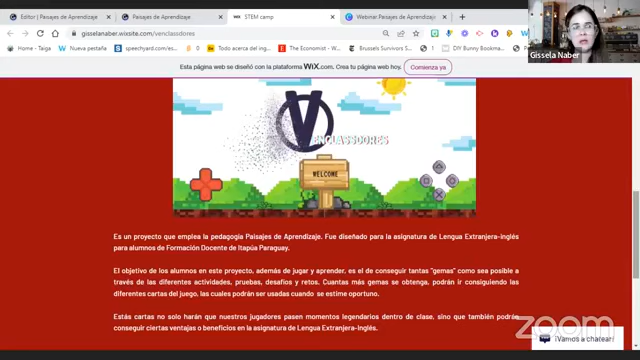 Editor | Paisajes de Aprendizaje
Paisajes de Aprendizaje
WiX STEM camp
Webinar Paisajes de Aprendizaje
gisselanaber.wixsite.com/venclassdores
Home - Taiga
Nueva pestaña
speechyard.com/es...
Todo acerca del ing...
The Economist - W...
Brussels Survivors S...
DIY Bunny Bookmar...
Esta página web se diseñó con la plataforma WiX.com. Crea tu página web hoy.
Comienza ya
Gissela Naber
VENCLASSDORES
WELCOME
Es un proyecto que emplea la pedagogía Paisajes de Aprendizaje. Fue diseñado para la asignatura de Lengua Extranjera-inglés
para alumnos de Formación Docente de Itapúa Paraguay.
El objetivo de los alumnos en este proyecto, además de jugar y aprender, es el de conseguir tantas "gemas" como sea posible a
través de las diferentes actividades, pruebas, desafíos y retos. Cuantas más gemas se obtenga, podrán ir consiguiendo las
diferentes cartas del juego, las cuales podrán ser usadas cuando se estime oportuno.
Estás cartas no solo harán que nuestros jugadores pasen momentos legendarios dentro de clase, sino que también podrán
conseguir ciertas ventajas o beneficios en la asignatura de Lengua Extranjera-Inglés.
zoom
¡Vamos a chatear!